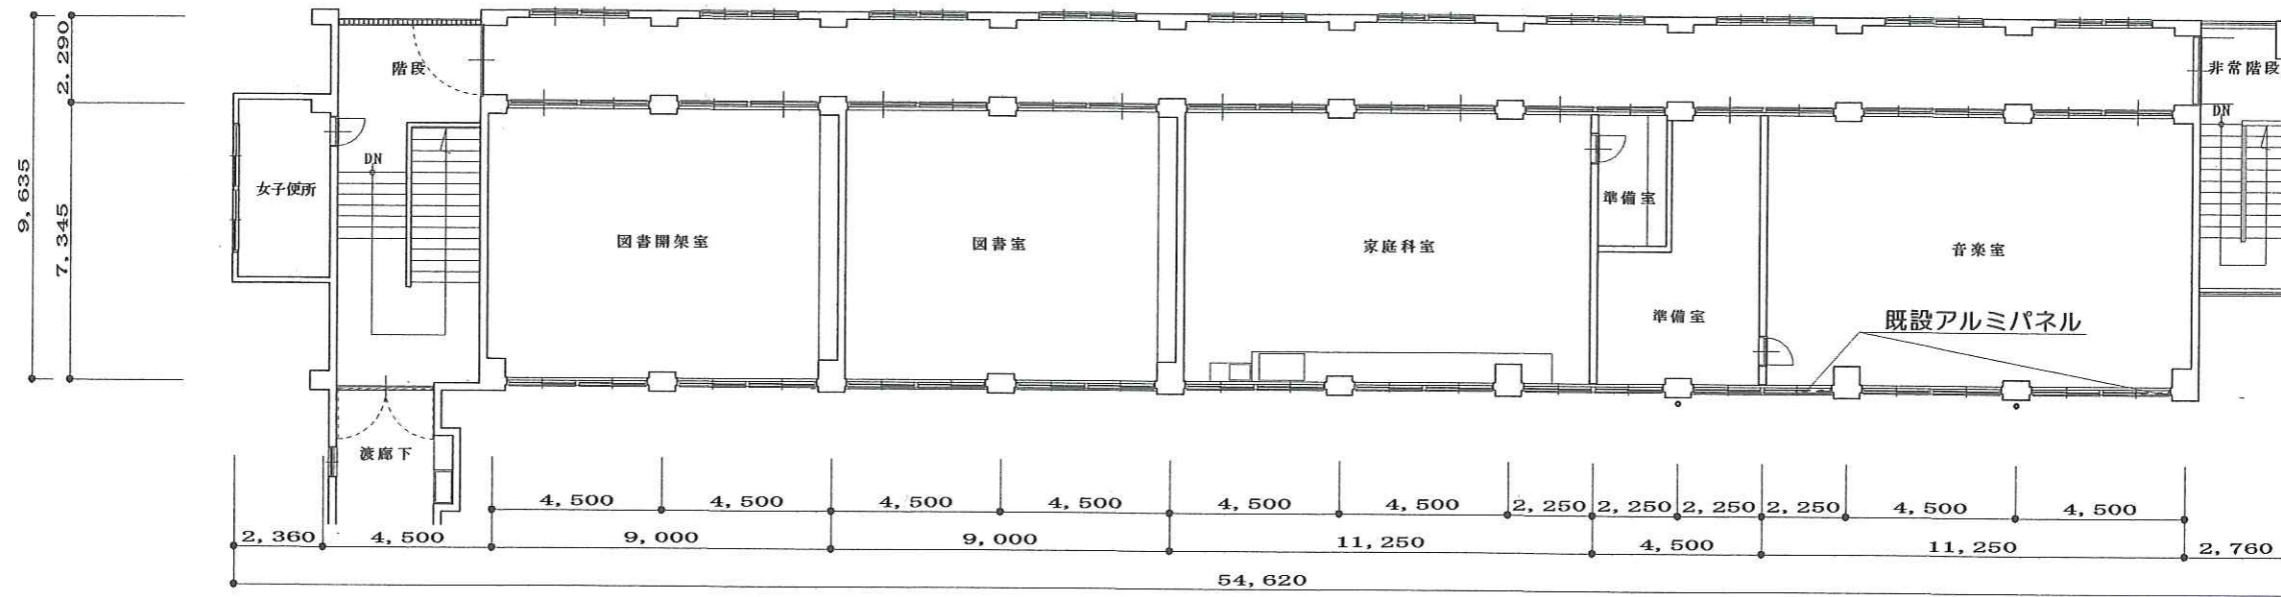 2,290
9,635
7,345
階段
非常階段
DN
DN
女子便所
準備室
図書開架室
図書室
家庭科室
音楽室
準備室
既設アルミパネル
渡廊下
4,500
4,500
4,500
4,500
4,500
4,500
2,250
2,250
2,250
2,250
4,500
4,500
2,360
4,500
9,000
9,000
11,250
4,500
11,250
2,760
54,620